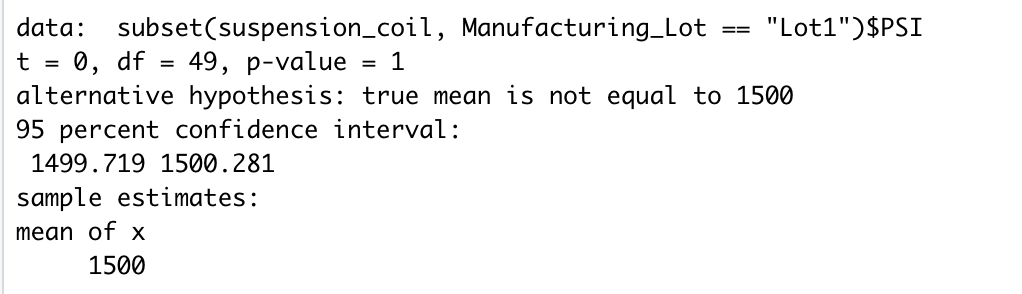 data:  subset(suspension_coil, Manufacturing_Lot == "Lot1")$PSI
t = 0, df = 49, p-value = 1
alternative hypothesis: true mean is not equal to 1500
95 percent confidence interval:
 1499.719 1500.281
sample estimates:
mean of x
     1500